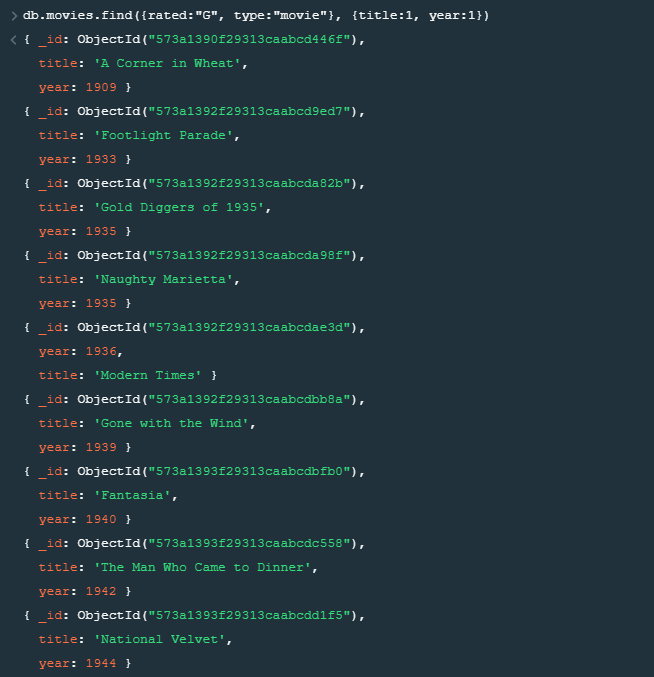 > db.movies.find({rated:"G", type:"movie"}, {title:1, year:1})
< { _id: ObjectId("573a1390f29313caabcd446f"),
title: 'A Corner in Wheat',
year: 1909 }
{ _id: ObjectId("573a1392f29313caabcd9ed7"),
title: 'Footlight Parade',
year: 1933 }
{ _id: ObjectId("573a1392f29313caabcda82b"),
title: 'Gold Diggers of 1935',
year: 1935 }
{ _id: ObjectId("573a1392f29313caabcda98f"),
title: 'Naughty Marietta',
year: 1935 }
{ _id: ObjectId("573a1392f29313caabcdae3d"),
year: 1936,
title: 'Modern Times' }
{ _id: ObjectId("573a1392f29313caabcdbb8a"),
title: 'Gone with the Wind',
year: 1939 }
{ _id: ObjectId("573a1393f29313caabcdbfb0"),
title: 'Fantasia',
year: 1940 }
{ _id: ObjectId("573a1393f29313caabcdc558"),
title: 'The Man Who Came to Dinner',
year: 1942 }
{ _id: ObjectId("573a1393f29313caabcdd1f5"),
title: 'National Velvet',
year: 1944 }